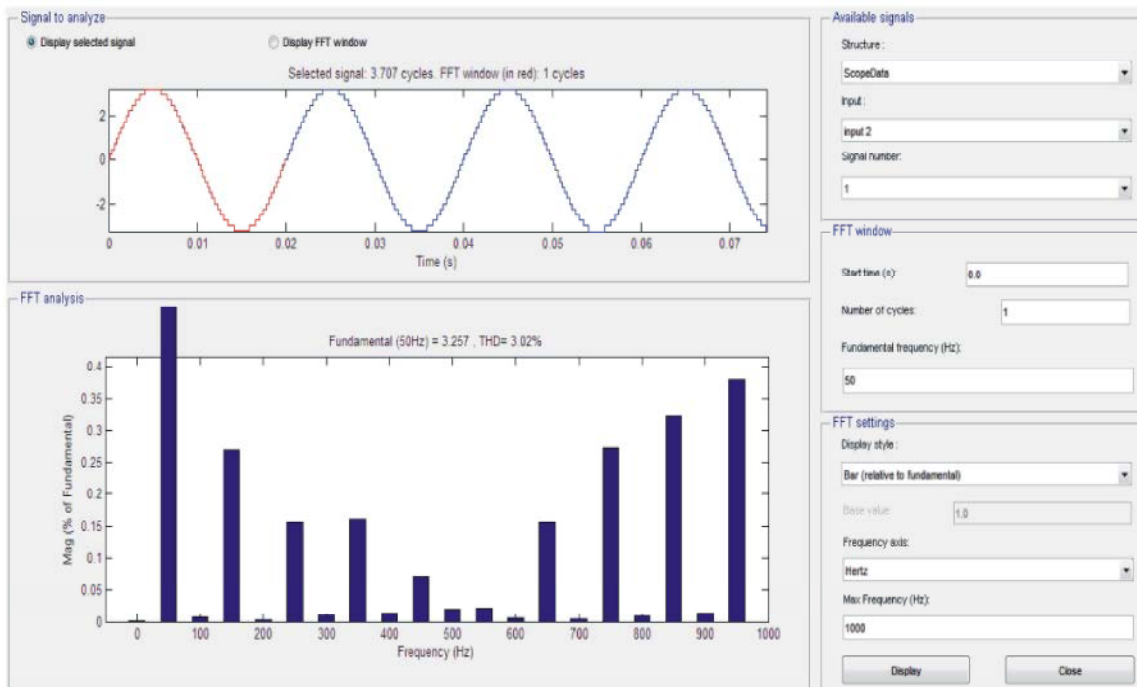 Signal to analyze
Display selected signal
Display FFT window
Selected signal: 3.707 cycles. FFT window (in red): 1 cycles
2
0
-2
0
0.01
0.02
0.03
0.04
0.05
0.06
0.07
Time (s)
FFT analysis
Fundamental (50Hz) = 3.257 , THD= 3.02%
0.4
0.35
0.3
0.25
0.2
0.15
0.1
0.05
0
Mag (% of Fundamental)
0
100
200
300
400
500
600
700
800
900
1000
Frequency (Hz)
Available signals
Structure :
ScopeData
Input :
input 2
Signal number:
1
FFT window
Start time (s):
0.0
Number of cycles:
1
Fundamental frequency (Hz):
50
FFT settings
Display style :
Bar (relative to fundamental)
Base value:
1.0
Frequency axis:
Hertz
Max Frequency (Hz):
1000
Display
Close